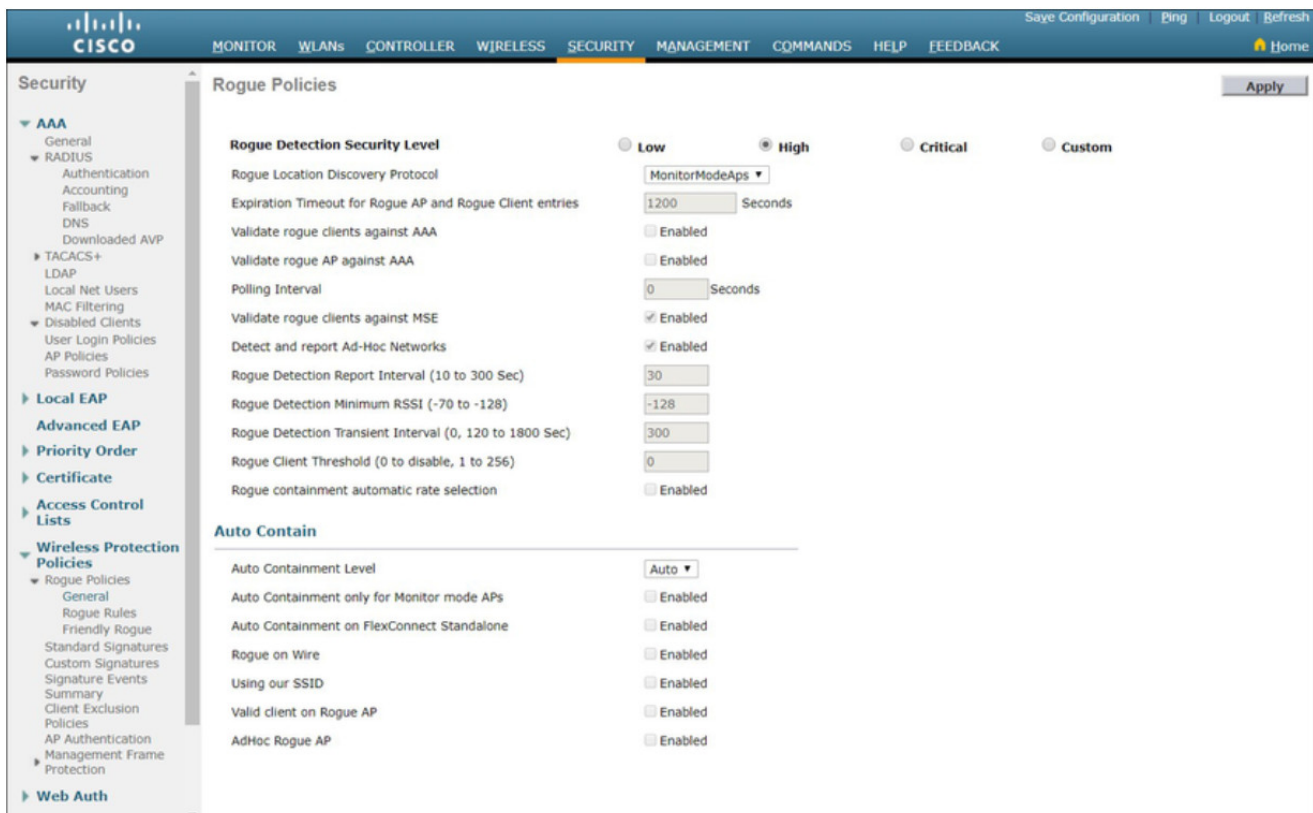 Save Configuration | Ping | Logout | Refresh
CISCO
MONITOR WLANs CONTROLLER WIRELESS SECURITY MANAGEMENT COMMANDS HELP FEEDBACK
Home
Security
AAA
General
RADIUS
Authentication
Accounting
Fallback
DNS
Downloaded AVP
TACACS+
LDAP
Local Net Users
MAC Filtering
Disabled Clients
User Login Policies
AP Policies
Password Policies
Local EAP
Advanced EAP
Priority Order
Certificate
Access Control
Lists
Wireless Protection
Policies
Rogue Policies
General
Rogue Rules
Friendly Rogue
Standard Signatures
Custom Signatures
Signature Events
Summary
Client Exclusion
Policies
AP Authentication
Management Frame
Protection
Web Auth
Rogue Policies
Apply
Rogue Detection Security Level Low High Critical Custom
Rogue Location Discovery Protocol MonitorModeAps
Expiration Timeout for Rogue AP and Rogue Client entries 1200 Seconds
Validate rogue clients against AAA Enabled
Validate rogue AP against AAA Enabled
Polling Interval 0 Seconds
Validate rogue clients against MSE Enabled
Detect and report Ad-Hoc Networks Enabled
Rogue Detection Report Interval (10 to 300 Sec) 30
Rogue Detection Minimum RSSI (-70 to -128) -128
Rogue Detection Transient Interval (0, 120 to 1800 Sec) 300
Rogue Client Threshold (0 to disable, 1 to 256) 0
Rogue containment automatic rate selection Enabled
Auto Contain
Auto Containment Level Auto
Auto Containment only for Monitor mode APs Enabled
Auto Containment on FlexConnect Standalone Enabled
Rogue on Wire Enabled
Using our SSID Enabled
Valid client on Rogue AP Enabled
AdHoc Rogue AP Enabled